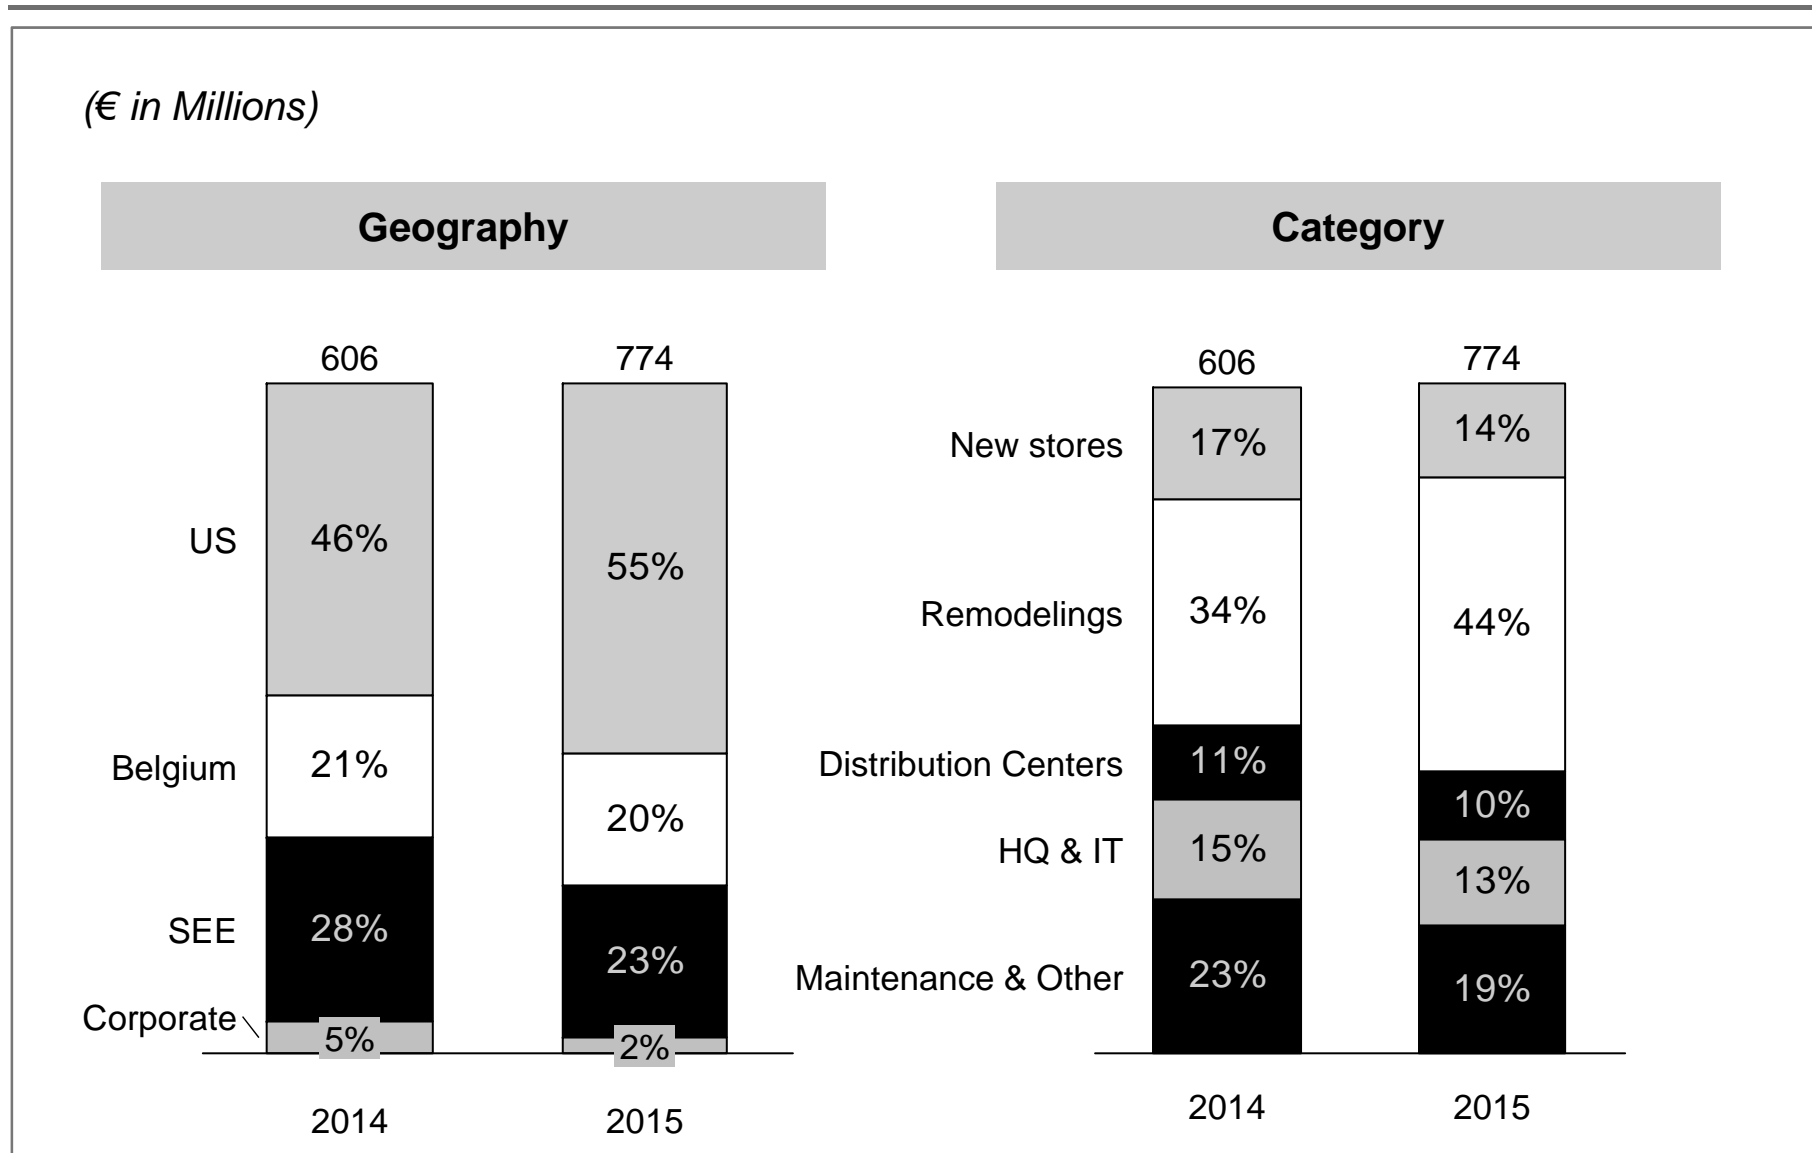 (€ in Millions)
Geography
606 774
US 46% 55%
Belgium 21% 20%
SEE 28% 23%
Corporate 5% 2%
2014 2015
Category
606 774
New stores 17% 14%
Remodelings 34% 44%
Distribution Centers 11% 10%
HQ & IT 15% 13%
Maintenance & Other 23% 19%
2014 2015